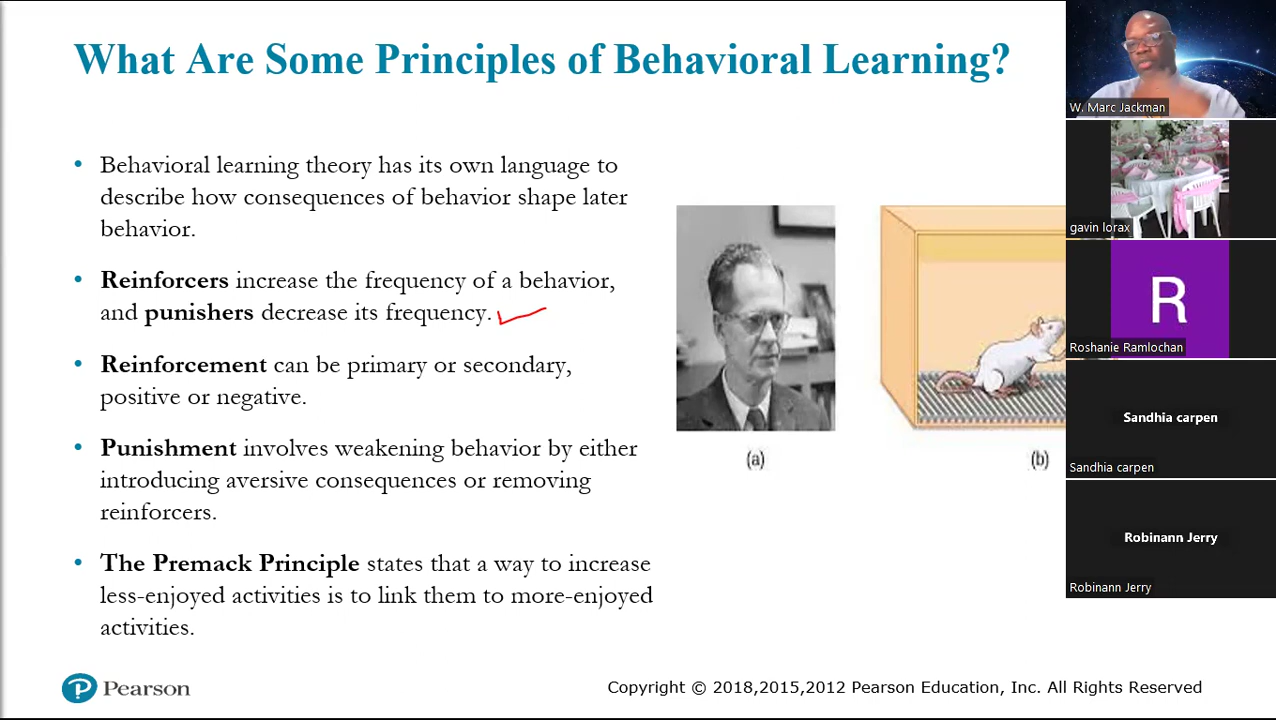 What Are Some Principles of Behavioral Learning?
• Behavioral learning theory has its own language to
describe how consequences of behavior shape later
behavior.
• Reinforcers increase the frequency of a behavior,
and punishers decrease its frequency.
• Reinforcement can be primary or secondary,
positive or negative.
• Punishment involves weakening behavior by either
introducing aversive consequences or removing
reinforcers.
• The Premack Principle states that a way to increase
less-enjoyed activities is to link them to more-enjoyed
activities.
(a)
(b)
Pearson
Copyright © 2018,2015,2012 Pearson Education, Inc. All Rights Reserved
W. Marc Jackman
gavin lorax
R
Roshanie Ramlochan
Sandhia carpen
Sandhia carpen
Robinann Jerry
Robinann Jerry